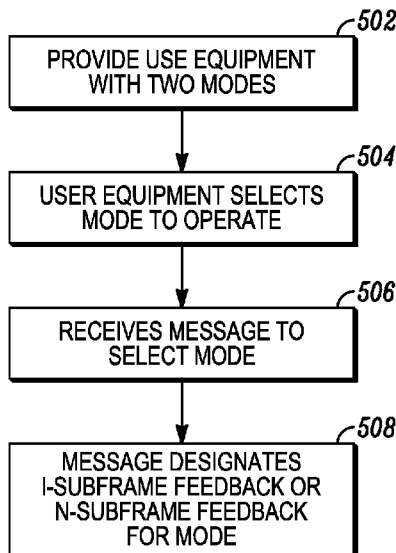 502
PROVIDE USE EQUIPMENT
WITH TWO MODES
504
USER EQUIPMENT SELECTS
MODE TO OPERATE
506
RECEIVES MESSAGE TO
SELECT MODE
508
MESSAGE DESIGNATES
I-SUBFRAME FEEDBACK OR
N-SUBFRAME FEEDBACK
FOR MODE